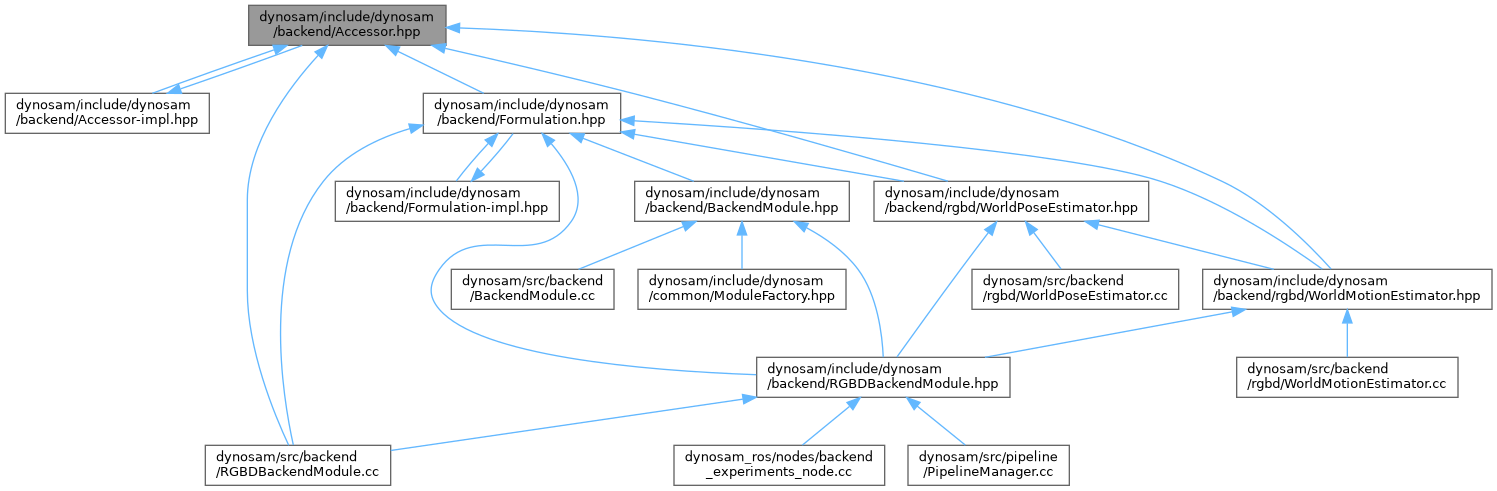 dynosam/include/dynosam
/backend/Accessor.hpp
dynosam/include/dynosam
/backend/Accessor-impl.hpp
dynosam/include/dynosam
/backend/Formulation.hpp
dynosam/include/dynosam
/backend/Formulation-impl.hpp
dynosam/include/dynosam
/backend/BackendModule.hpp
dynosam/include/dynosam
/backend/rgbd/WorldPoseEstimator.hpp
dynosam/src/backend
/BackendModule.cc
dynosam/include/dynosam
/common/ModuleFactory.hpp
dynosam/src/backend
/rgbd/WorldPoseEstimator.cc
dynosam/include/dynosam
/backend/rgbd/WorldMotionEstimator.hpp
dynosam/include/dynosam
/backend/RGBDBackendModule.hpp
dynosam/src/backend
/rgbd/WorldMotionEstimator.cc
dynosam/src/backend
/RGBDBackendModule.cc
dynosam_ros/nodes/backend
_experiments_node.cc
dynosam/src/pipeline
/PipelineManager.cc